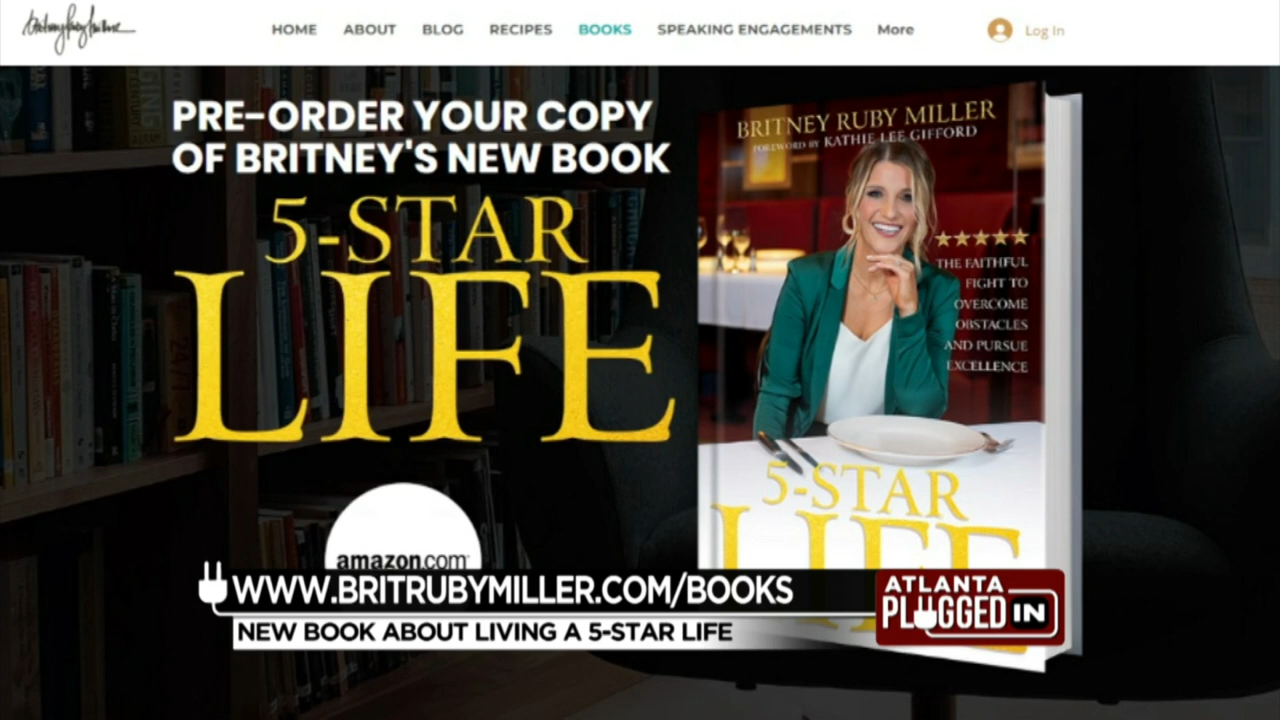 HOME ABOUT BLOG RECIPES BOOKS SPEAKING ENGAGEMENTS More Log In
PRE-ORDER YOUR COPY
OF BRITNEY'S NEW BOOK
5-STAR
LIFE
amazon.com
BRITNEY RUBY MILLER
FOREWORD BY KATHIE LEE GIFFORD
THE FAITHFUL
FIGHT TO
OVERCOME
OBSTACLES
AND PURSUE
EXCELLENCE
5-STAR
LIFE
WWW.BRITRUBYMILLER.COM/BOOKS
NEW BOOK ABOUT LIVING A 5-STAR LIFE
ATLANTA
PLUGGED IN